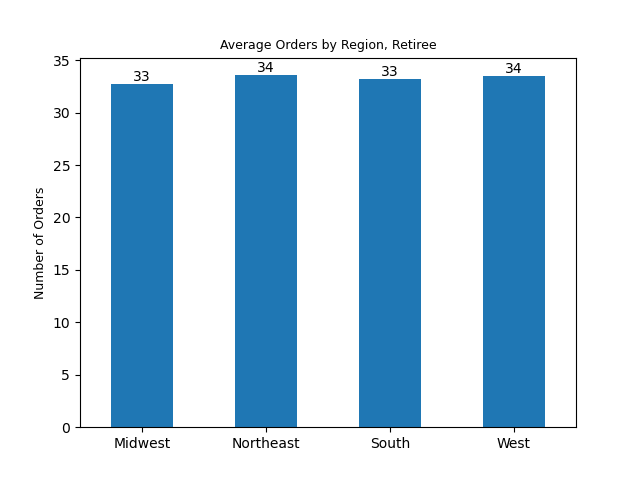 Average Orders by Region, Retiree
Number of Orders
35
30
25
20
15
10
5
0
33
34
33
34
Midwest
Northeast
South
West